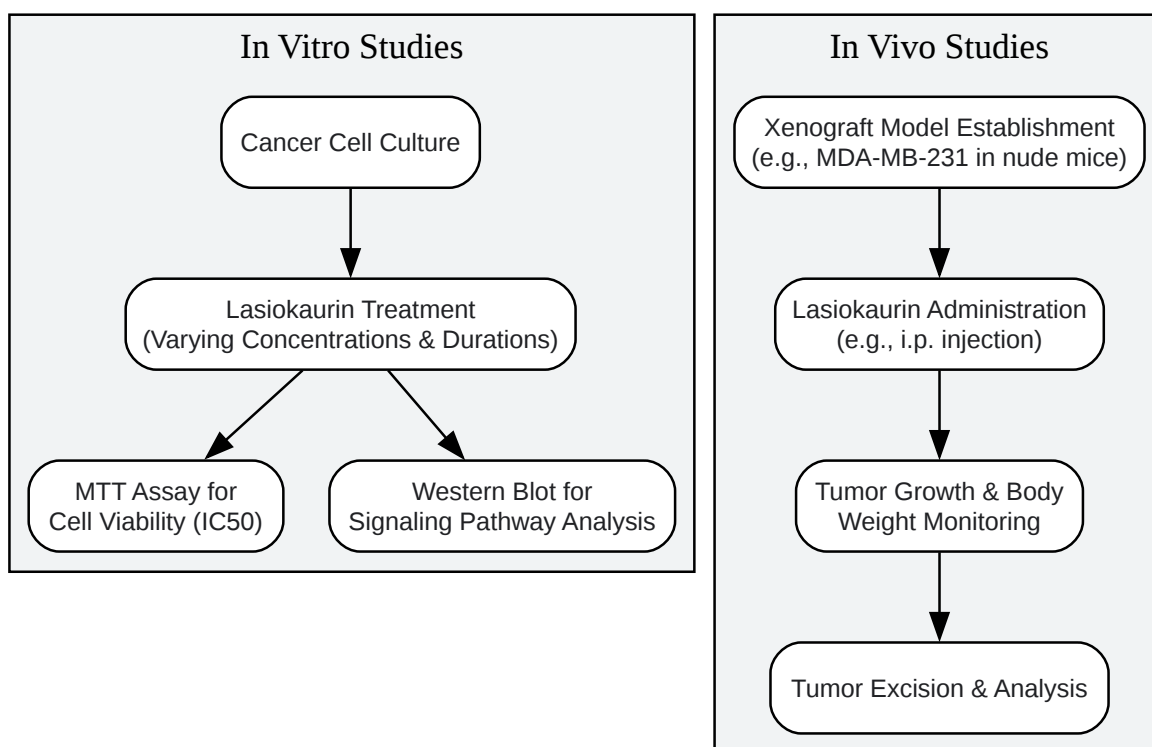 In Vitro Studies
Cancer Cell Culture
Lasiokaurin Treatment
(Varying Concentrations & Durations)
MTT Assay for
Cell Viability (IC50)
Western Blot for
Signaling Pathway Analysis
In Vivo Studies
Xenograft Model Establishment
(e.g., MDA-MB-231 in nude mice)
Lasiokaurin Administration
(e.g., i.p. injection)
Tumor Growth & Body
Weight Monitoring
Tumor Excision & Analysis